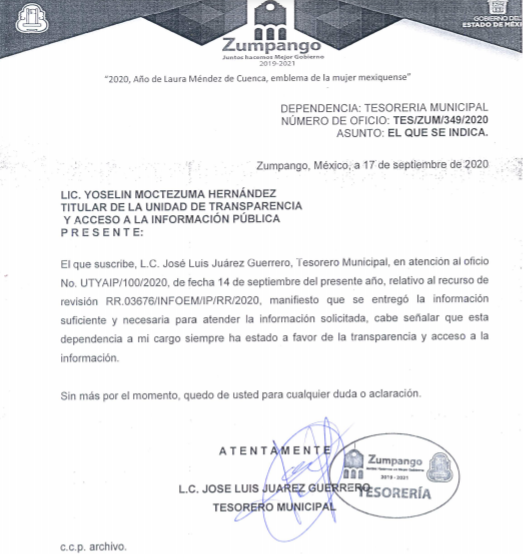 GOBIERNO DEL
ESTADO DE MÉXI
Zumpango
Juntos hacemos Mejor Gobierno
2019-2021
“2020, Año de Laura Méndez de Cuenca, emblema de la mujer mexiquense”
DEPENDENCIA: TESORERIA MUNICIPAL
NÚMERO DE OFICIO: TES/ZUM/349/2020
ASUNTO: EL QUE SE INDICA.
Zumpango, México, a 17 de septiembre de 2020
LIC. YOSELIN MOCTEZUMA HERNÁNDEZ
TITULAR DE LA UNIDAD DE TRANSPARENCIA
Y ACCESO A LA INFORMACIÓN PÚBLICA
P R E S E N T E:
El que suscribe, L.C. José Luis Juárez Guerrero, Tesorero Municipal, en atención al oficio
No. UTYAIP/100/2020, de fecha 14 de septiembre del presente año, relativo al recurso de
revisión RR.03676/INFOEM/IP/RR/2020, manifiesto que se entregó la información
suficiente y necesaria para atender la información solicitada, cabe señalar que esta
dependencia a mi cargo siempre ha estado a favor de la transparencia y acceso a la
información.
Sin más por el momento, quedo de usted para cualquier duda o aclaración.
A T E N T A M E N T E
Zumpango
2019 - 2021
TESORERÍA
L.C. JOSE LUIS JUAREZ GUERRERO
TESORERO MUNICIPAL
c.c.p. archivo.